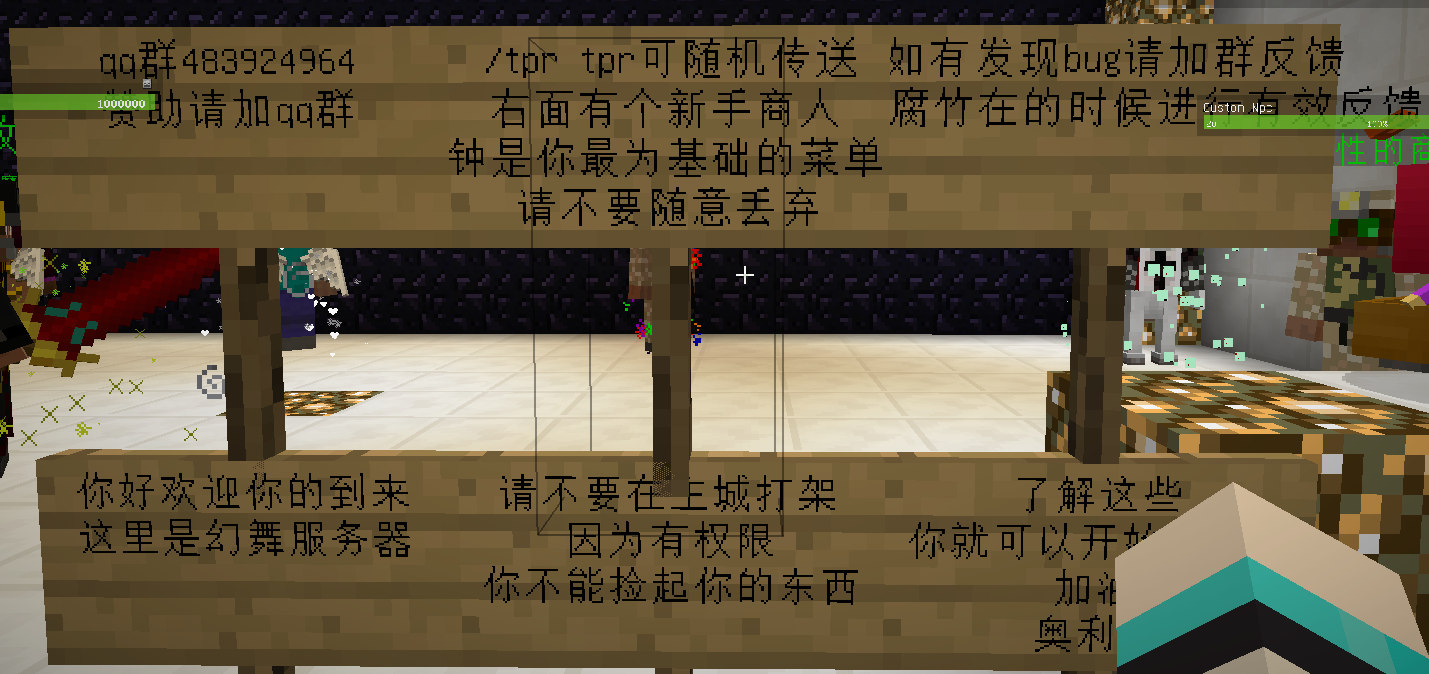 qq群483924964
赞助请加qq群
/tpr tpr可随机传送
右面有个新手商人
钟是你最为基础的菜单
请不要随意丢弃
如有发现bug请加群反馈
腐竹在的时候进行有效反馈
1000000
Custom Npc
20 100%
性的商
你好欢迎你的到来
这里是幻舞服务器
请不要在主城打架
因为有权限
你不能捡起你的东西
了解这些
你就可以开始
加油
奥利